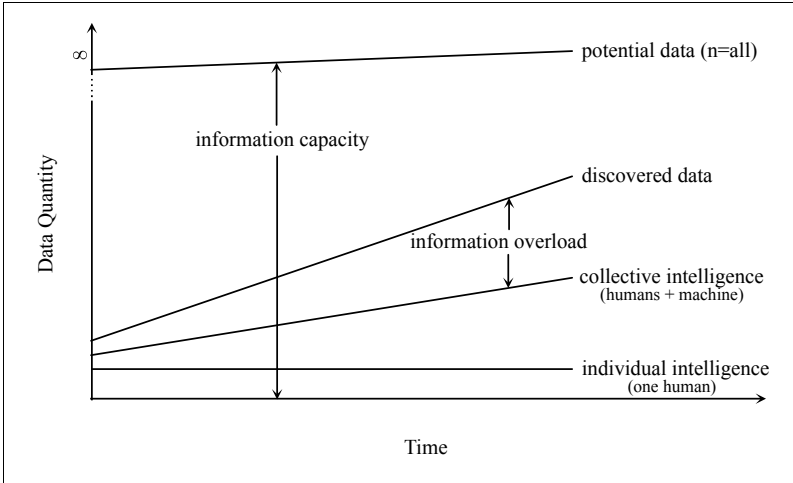 ∞
potential data (n=all)
information capacity
discovered data
Data Quantity
information overload
collective intelligence
(humans + machine)
individual intelligence
(one human)
Time